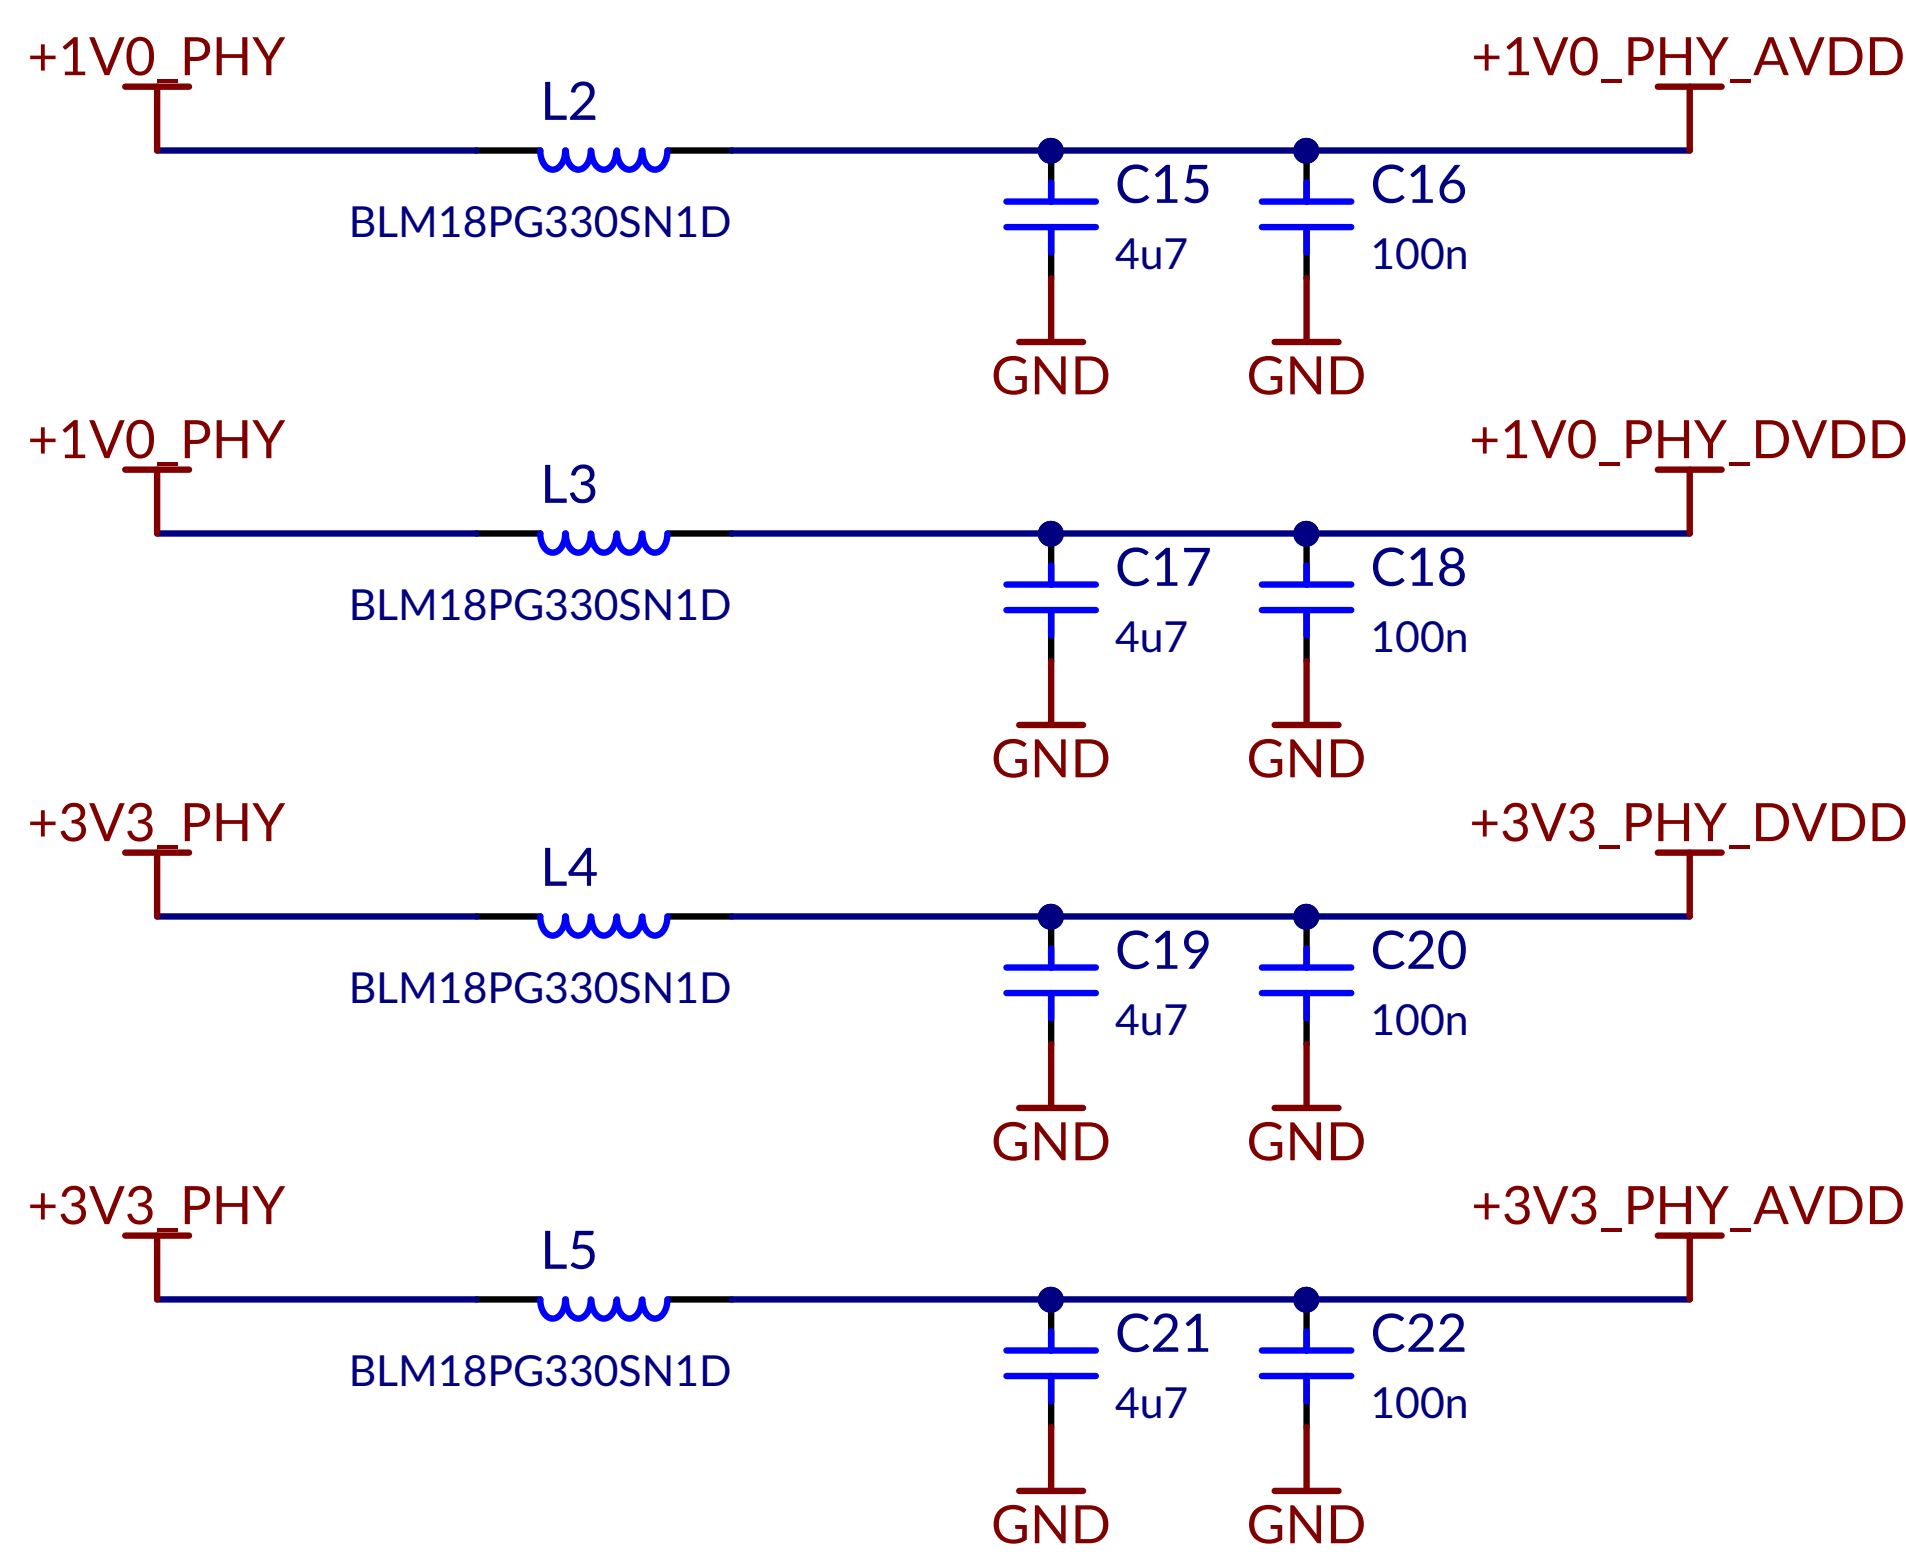 +1V0_PHY
+1V0_PHY_AVDD
L2
BLM18PG330SN1D
C15
4u7
C16
100n
GND
GND
+1V0_PHY
+1V0_PHY_DVDD
L3
BLM18PG330SN1D
C17
4u7
C18
100n
GND
GND
+3V3_PHY
+3V3_PHY_DVDD
L4
BLM18PG330SN1D
C19
4u7
C20
100n
GND
GND
+3V3_PHY
+3V3_PHY_AVDD
L5
BLM18PG330SN1D
C21
4u7
C22
100n
GND
GND